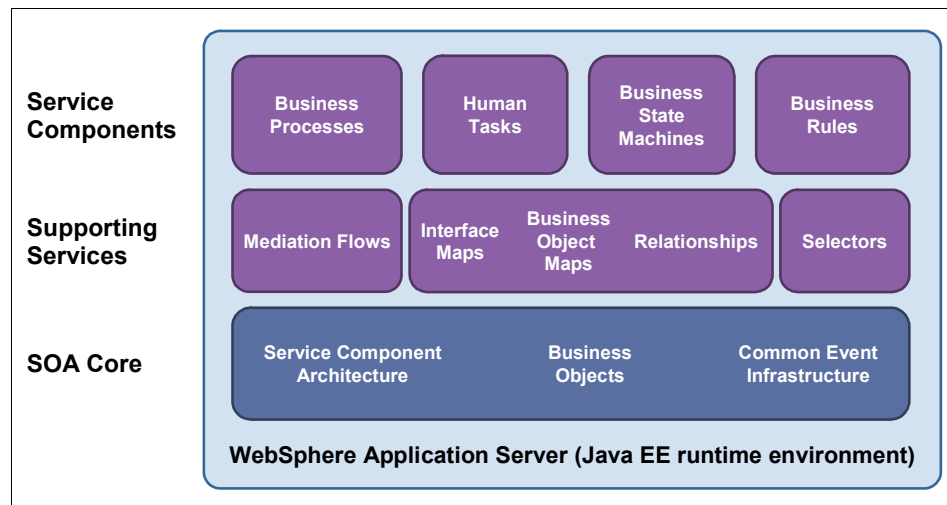 Service
Components
Business
Processes
Human
Tasks
Business
State
Machines
Business
Rules
Supporting
Services
Mediation Flows
Interface
Maps
Business
Object
Maps
Relationships
Selectors
SOA Core
Service Component
Architecture
Business
Objects
Common Event
Infrastructure
WebSphere Application Server (Java EE runtime environment)